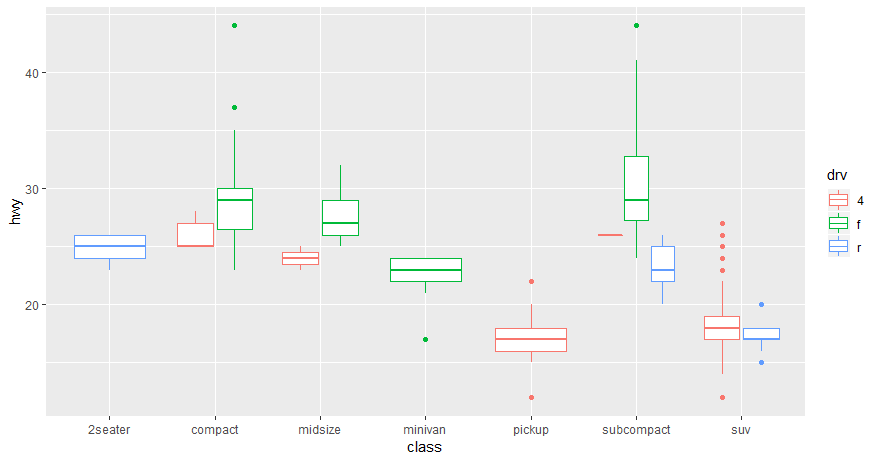 hwy
40
30
20
2seater compact midsize minivan pickup subcompact suv
class
drv
4
f
r